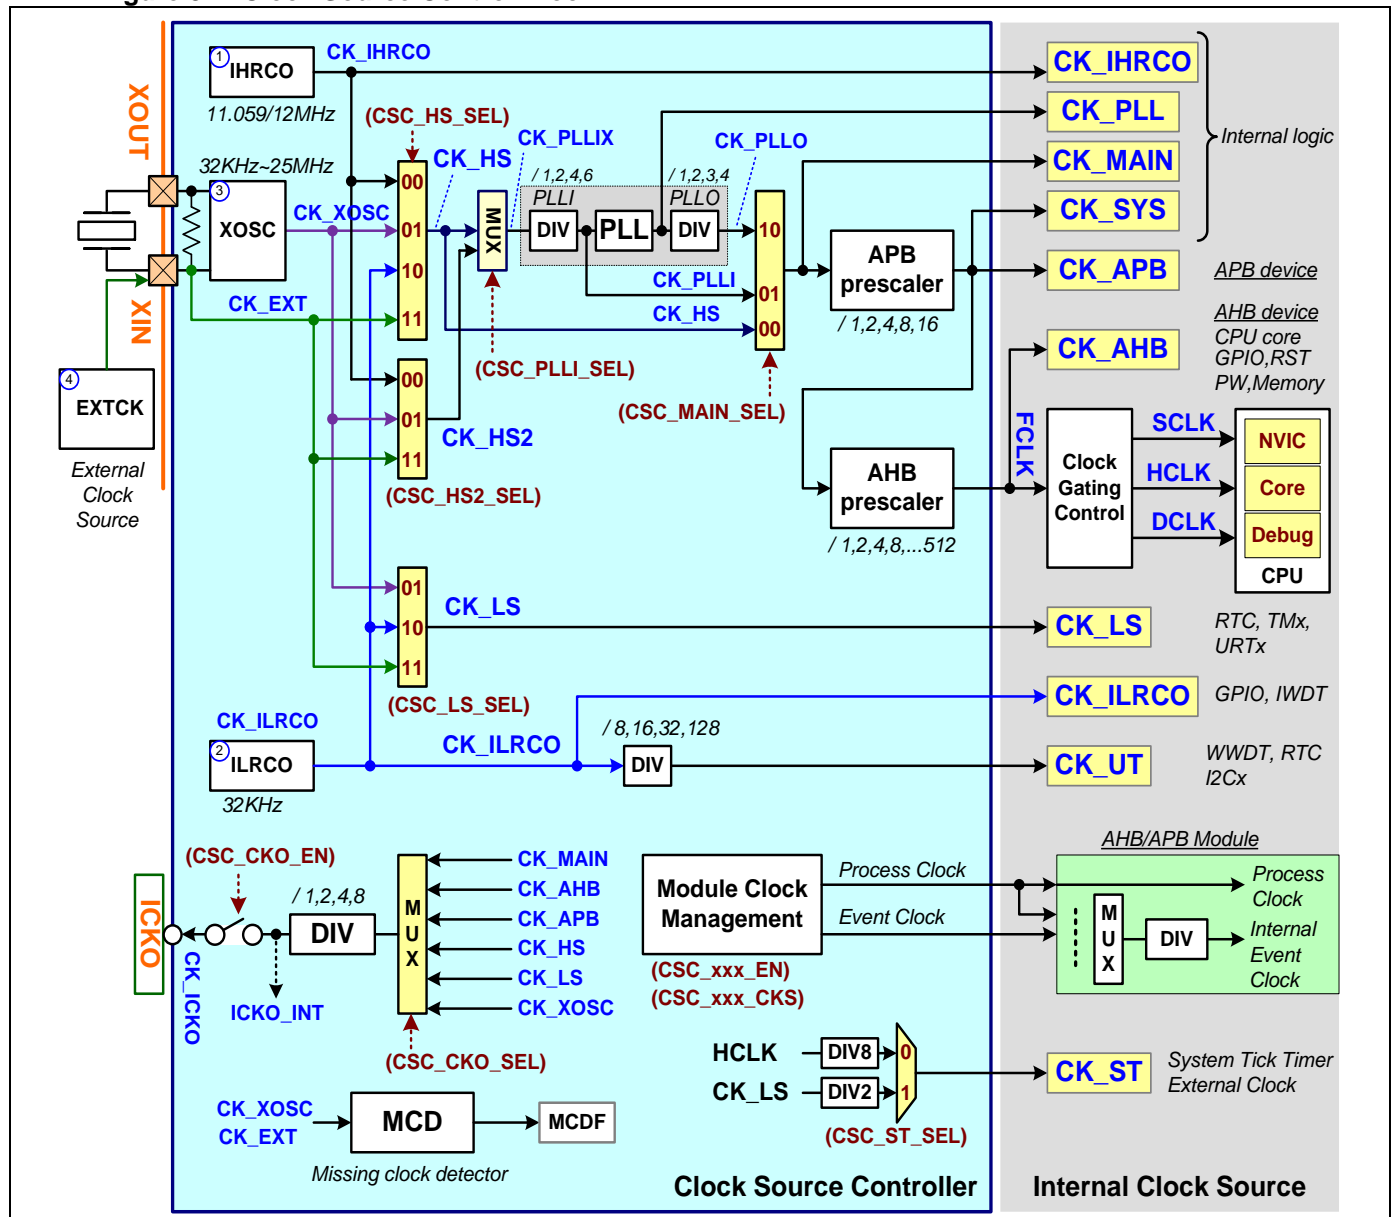 CK_IHRCO
1
IHRCO
11.059/12MHz
(CSC_HS_SEL)
CK_PLLIX
CK_HS
CK_PLLO
/ 1,2,4,6
PLLI
/ 1,2,3,4
PLLO
XOUT
32KHz~25MHz
3
XOSC
CK_XOSC
00
01
10
11
MUX
DIV
PLL
DIV
10
01
00
CK_PLLI
CK_HS
APB
prescaler
/ 1,2,4,8,16
XIN
CK_EXT
4
EXTCK
External
Clock
Source
(CSC_PLLI_SEL)
(CSC_MAIN_SEL)
00
01
11
CK_HS2
(CSC_HS2_SEL)
AHB
prescaler
/ 1,2,4,8,...512
01
10
11
CK_LS
(CSC_LS_SEL)
CK_ILRCO
2
ILRCO
32KHz
CK_ILRCO
/ 8,16,32,128
DIV
CK_IHRCO
CK_PLL
CK_MAIN
CK_SYS
Internal logic
CK_APB
APB device
AHB device
CK_AHB
CPU core
GPIO,RST
PW,Memory
FCLK
Clock
Gating
Control
SCLK
HCLK
DCLK
NVIC
Core
Debug
CPU
CK_LS
RTC, TMx,
URTx
CK_ILRCO
GPIO, IWDT
CK_UT
WWDT, RTC
I2Cx
(CSC_CKO_EN)
ICKO
CK_ICKO
/ 1,2,4,8
DIV
ICKO_INT
MUX
CK_MAIN
CK_AHB
CK_APB
CK_HS
CK_LS
CK_XOSC
(CSC_CKO_SEL)
Module Clock
Management
(CSC_xxx_EN)
(CSC_xxx_CKS)
Process Clock
Event Clock
AHB/APB Module
MUX
DIV
Process
Clock
Internal
Event
Clock
HCLK
DIV8
0
CK_LS
DIV2
1
(CSC_ST_SEL)
CK_ST
System Tick Timer
External Clock
CK_XOSC
CK_EXT
MCD
MCDF
Missing clock detector
Clock Source Controller
Internal Clock Source